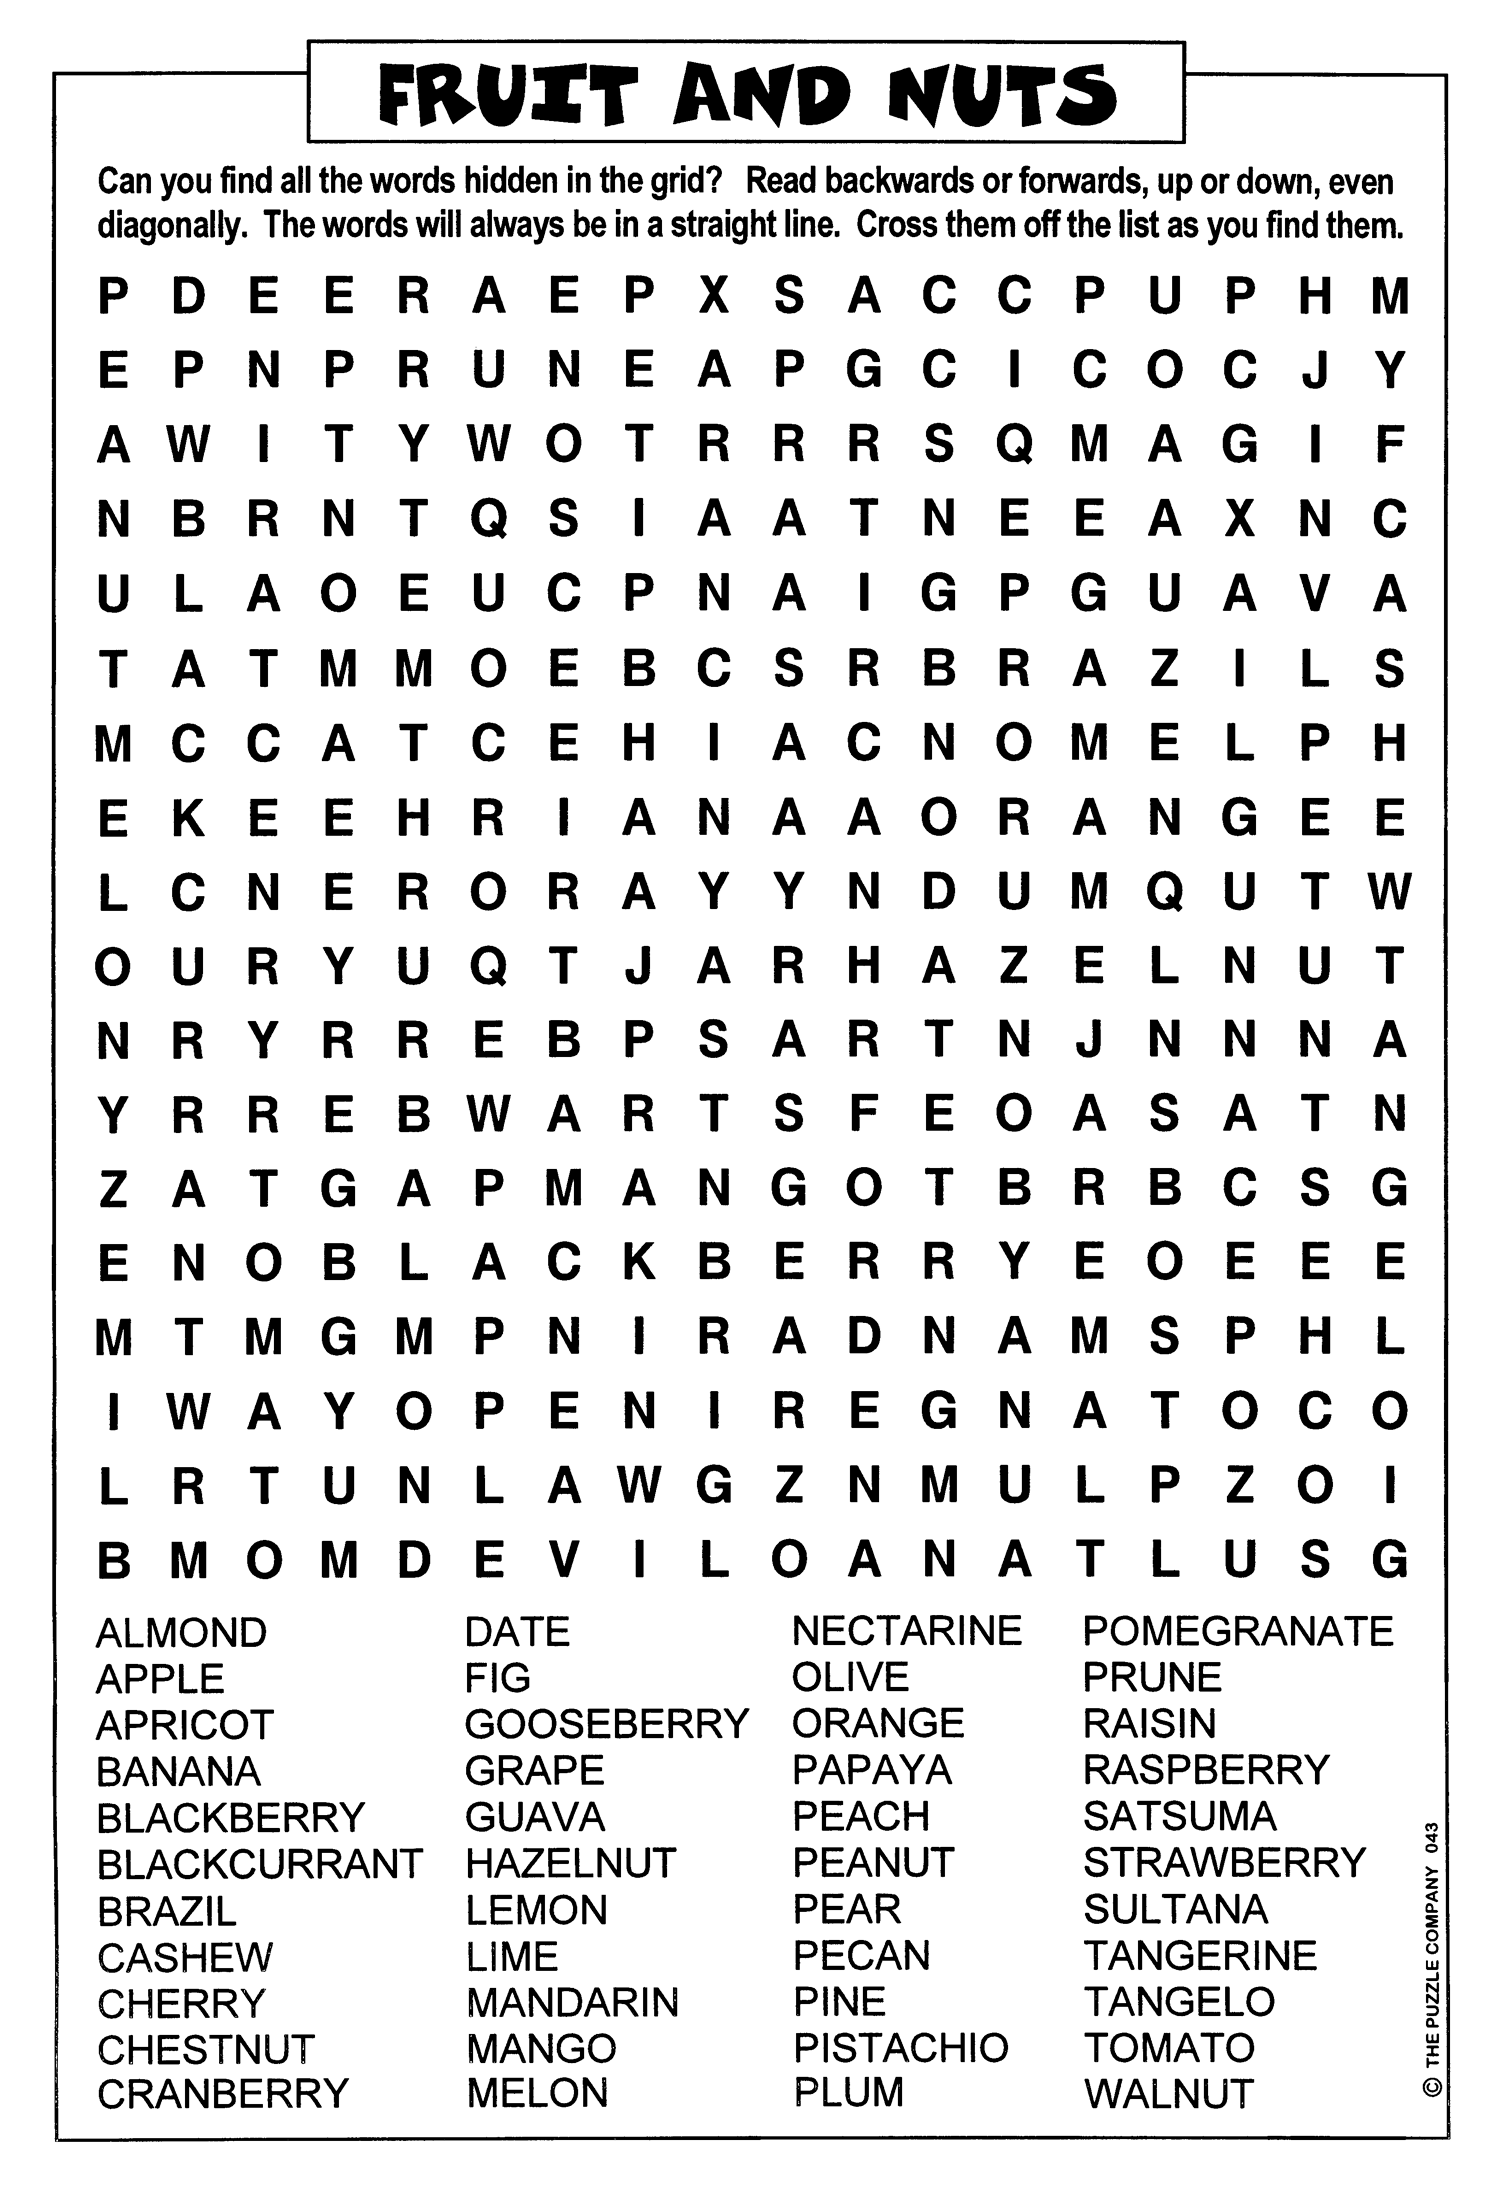 FRUIT AND NUTS
Can you find all the words hidden in the grid? Read backwards or forwards, up or down, even
diagonally. The words will always be in a straight line. Cross them off the list as you find them.
P D E E R A E P X S A C C P U P H M
E P N P R U N E A P G C I C O C J Y
A W I T Y W O T R R R S Q M A G I F
N B R N T Q S I A A T N E E A X N C
U L A O E U C P N A I G P G U A V A
T A T M M O E B C S R B R A Z I L S
M C C A T C E H I A C N O M E L P H
E K E E H R I A N A A O R A N G E E
L C N E R O R A Y Y N D U M Q U T W
O U R Y U Q T J A R H A Z E L N U T
N R Y R R E B P S A R T N J N N N A
Y R R E B W A R T S F E O A S A T N
Z A T G A P M A N G O T B R B C S G
E N O B L A C K B E R R Y E O E E E
M T M G M P N I R A D N A M S P H L
I W A Y O P E N I R E G N A T O C O
L R T U N L A W G Z N M U L P Z O I
B M O M D E V I L O A N A T L U S G
ALMOND DATE NECTARINE POMEGRANATE
APPLE FIG OLIVE PRUNE
APRICOT GOOSEBERRY ORANGE RAISIN
BANANA GRAPE PAPAYA RASPBERRY
BLACKBERRY GUAVA PEACH SATSUMA
BLACKCURRANT HAZELNUT PEANUT STRAWBERRY
BRAZIL LEMON PEAR SULTANA
CASHEW LIME PECAN TANGERINE
CHERRY MANDARIN PINE TANGELO
CHESTNUT MANGO PISTACHIO TOMATO
CRANBERRY MELON PLUM WALNUT
© THE PUZZLE COMPANY 043